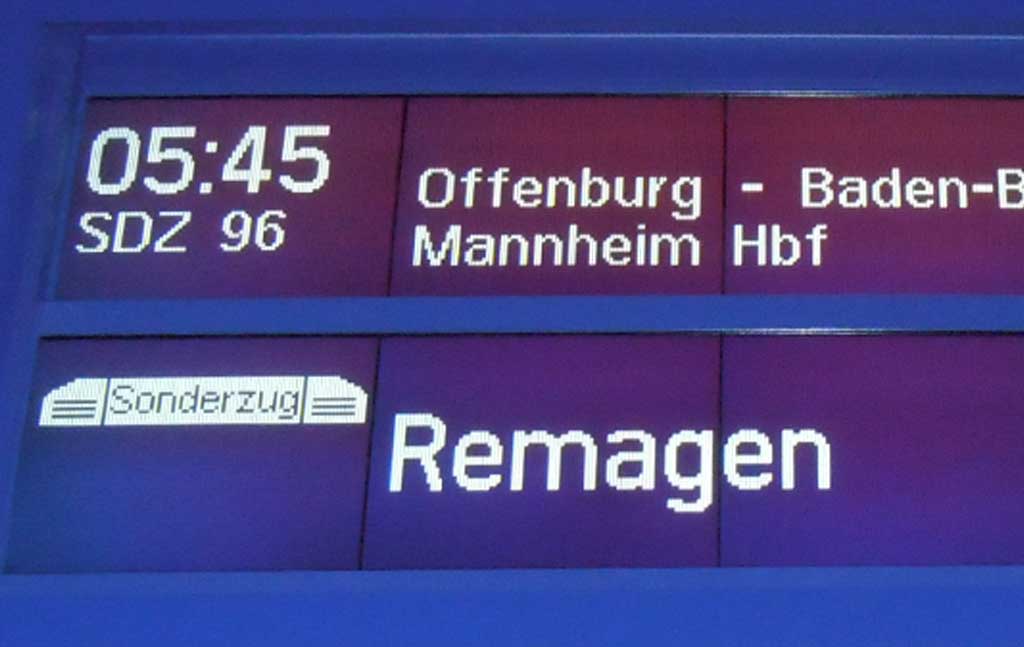 05:45
SDZ 96
Offenburg - Baden-B
Mannheim Hbf
Sonderzug
Remagen